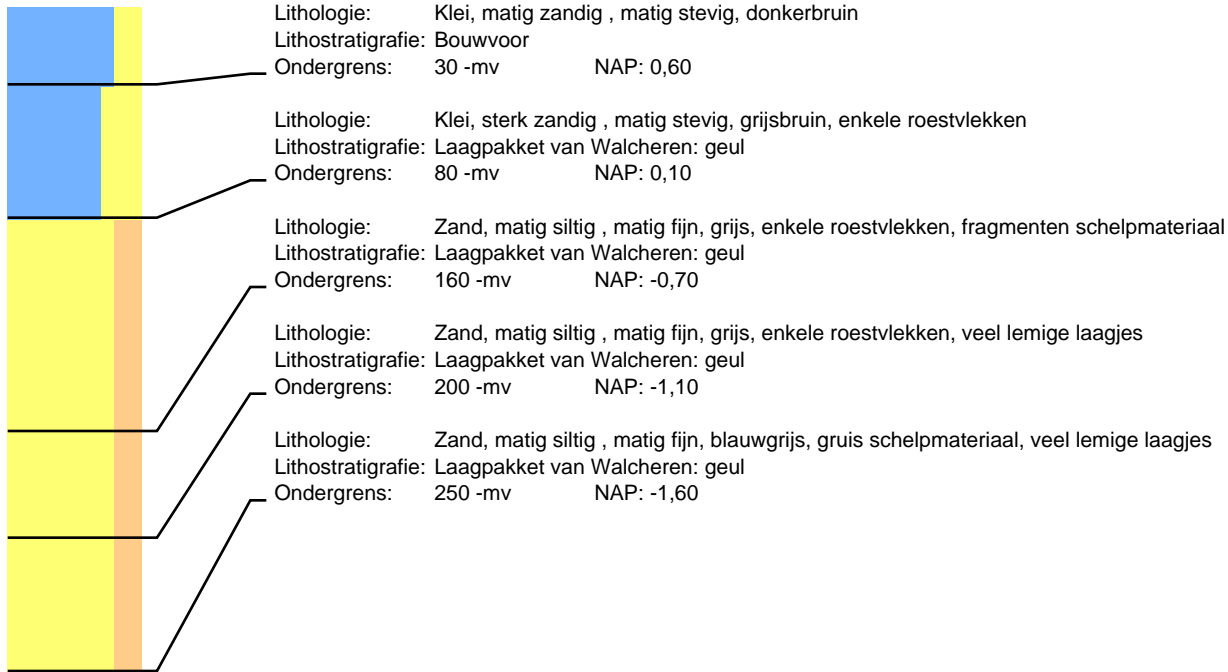 Lithologie: Klei, matig zandig , matig stevig, donkerbruin
Lithostratigrafie: Bouwvoor
Ondergrens: 30 -mv NAP: 0,60
Lithologie: Klei, sterk zandig , matig stevig, grijsbruin, enkele roestvlekken
Lithostratigrafie: Laagpakket van Walcheren: geul
Ondergrens: 80 -mv NAP: 0,10
Lithologie: Zand, matig siltig , matig fijn, grijs, enkele roestvlekken, fragmenten schelpmateriaal
Lithostratigrafie: Laagpakket van Walcheren: geul
Ondergrens: 160 -mv NAP: -0,70
Lithologie: Zand, matig siltig , matig fijn, grijs, enkele roestvlekken, veel lemige laagjes
Lithostratigrafie: Laagpakket van Walcheren: geul
Ondergrens: 200 -mv NAP: -1,10
Lithologie: Zand, matig siltig , matig fijn, blauwgrijs, gruis schelpmateriaal, veel lemige laagjes
Lithostratigrafie: Laagpakket van Walcheren: geul
Ondergrens: 250 -mv NAP: -1,60